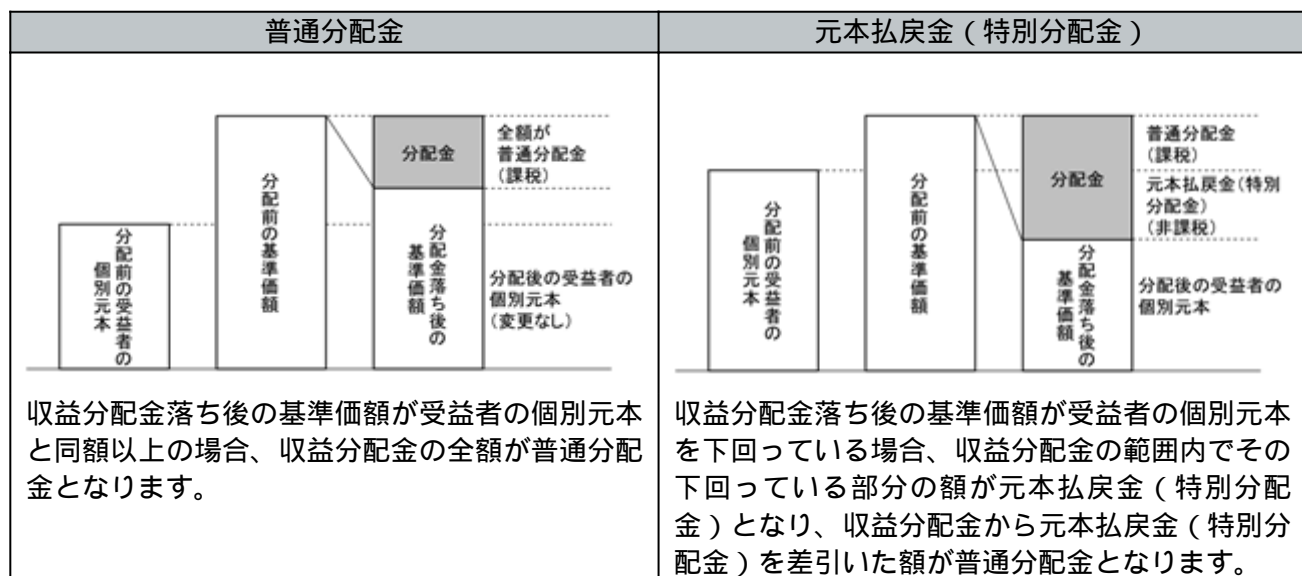 普通分配金
分配前の受益者の
個別元本
分配前の基準価額
分配金
分配金落ち後の
基準価額
全額が
普通分配金
(課税)
分配後の受益者の
個別元本
(変更なし)
収益分配金落ち後の基準価額が受益者の個別元本
と同額以上の場合、収益分配金の全額が普通分配
金となります。
元本払戻金(特別分配金)
分配前の受益者の
個別元本
分配前の基準価額
分配金
分配金落ち後の
基準価額
普通分配金
(課税)
元本払戻金(特別
分配金)
(非課税)
分配後の受益者の
個別元本
収益分配金落ち後の基準価額が受益者の個別元本
を下回っている場合、収益分配金の範囲内でその
下回っている部分の額が元本払戻金(特別分配
金)となり、収益分配金から元本払戻金(特別分
配金)を差引いた額が普通分配金となります。